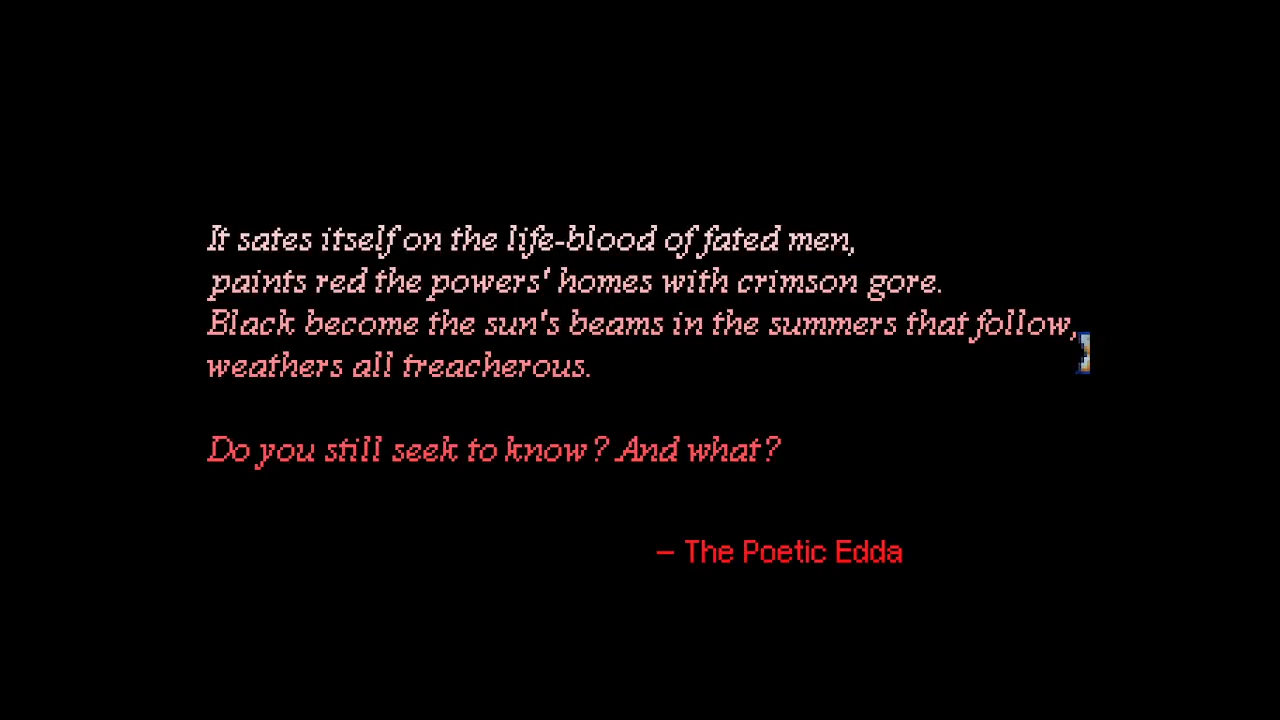 It sates itself on the life-blood of fated men,
paints red the powers' homes with crimson gore.
Black become the sun's beams in the summers that follow,
weathers all treacherous.
Do you still seek to know? And what?
– The Poetic Edda